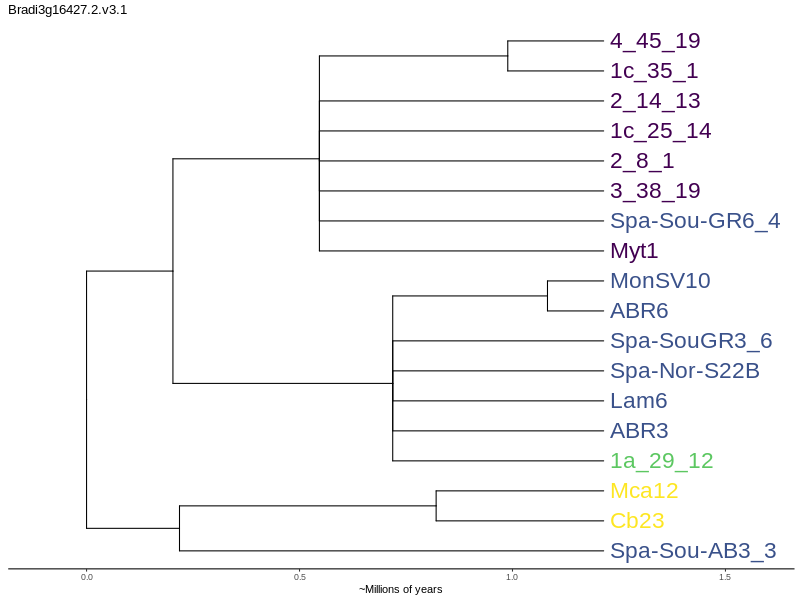 Bradi3g16427.2.v3.1
4_45_19
1c_35_1
2_14_13
1c_25_14
2_8_1
3_38_19
Spa-Sou-GR6_4
Myt1
MonSV10
ABR6
Spa-SouGR3_6
Spa-Nor-S22B
Lam6
ABR3
1a_29_12
Mca12
Cb23
Spa-Sou-AB3_3
0.0 0.5 1.0 1.5
~Millions of years